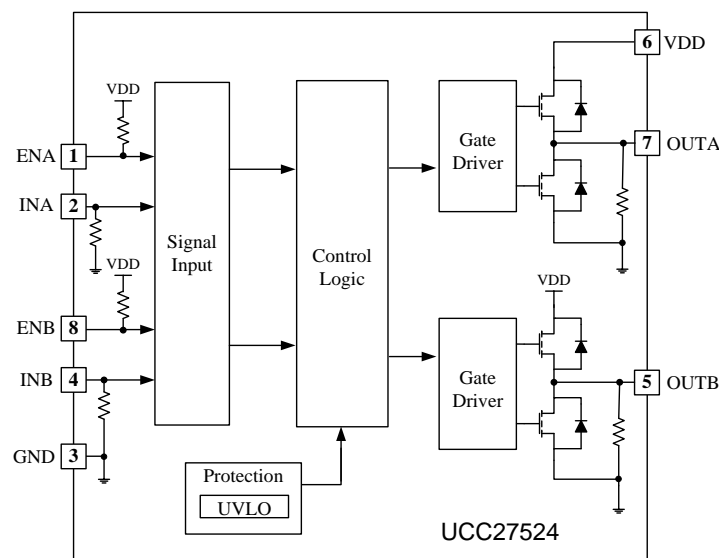 6 VDD
VDD
ENA 1
7 OUTA
Gate
Driver
INA 2
Signal
Input
Control
Logic
VDD
VDD
ENB 8
INB 4
5 OUTB
Gate
Driver
GND 3
Protection
UVLO
UCC27524